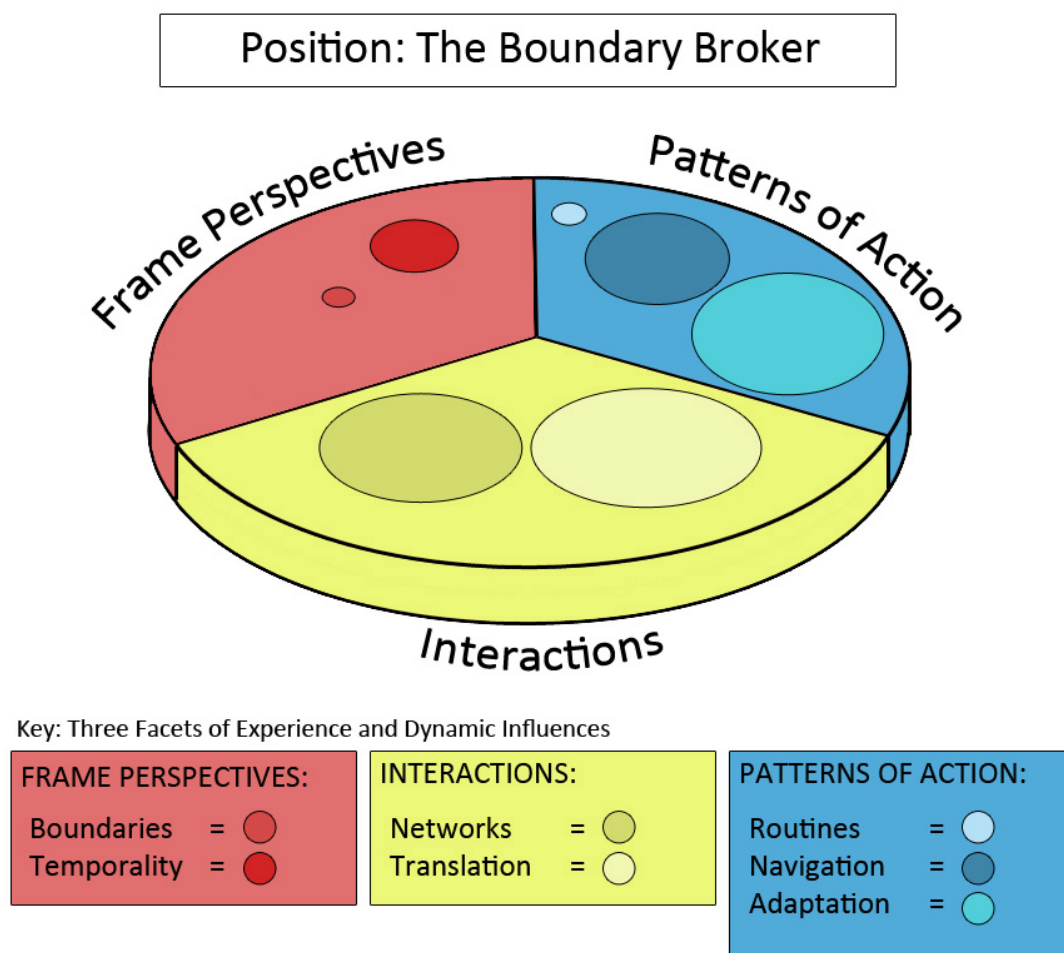 Position: The Boundary Broker
Frame Perspectives
Patterns of Action
Interactions
Key: Three Facets of Experience and Dynamic Influences
FRAME PERSPECTIVES:
Boundaries =
Temporality =
INTERACTIONS:
Networks =
Translation =
PATTERNS OF ACTION:
Routines =
Navigation =
Adaptation =